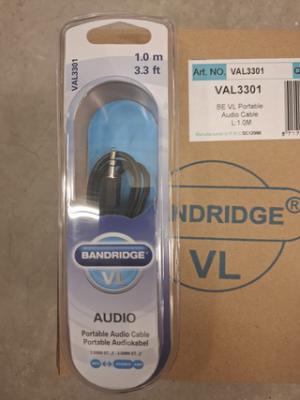 VAL3301
1.0 m
3.3 ft
BANDRIDGE®
VL
AUDIO
Portable Audio Cable
Portable Audiokabel
Art. NO. VAL3301
VAL3301
BE VL Portable
Audio Cable
L:1.0M
BANDRIDGE®
VL